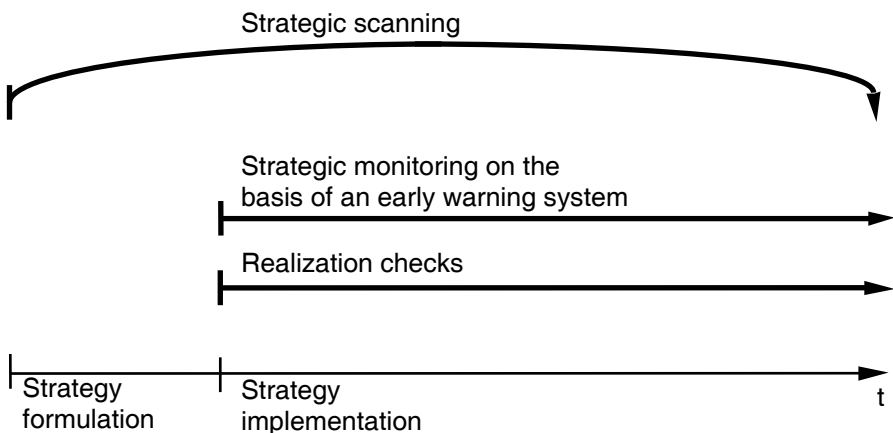 Strategic scanning
Strategic monitoring on the
basis of an early warning system
Realization checks
Strategy
formulation
Strategy
implementation
t